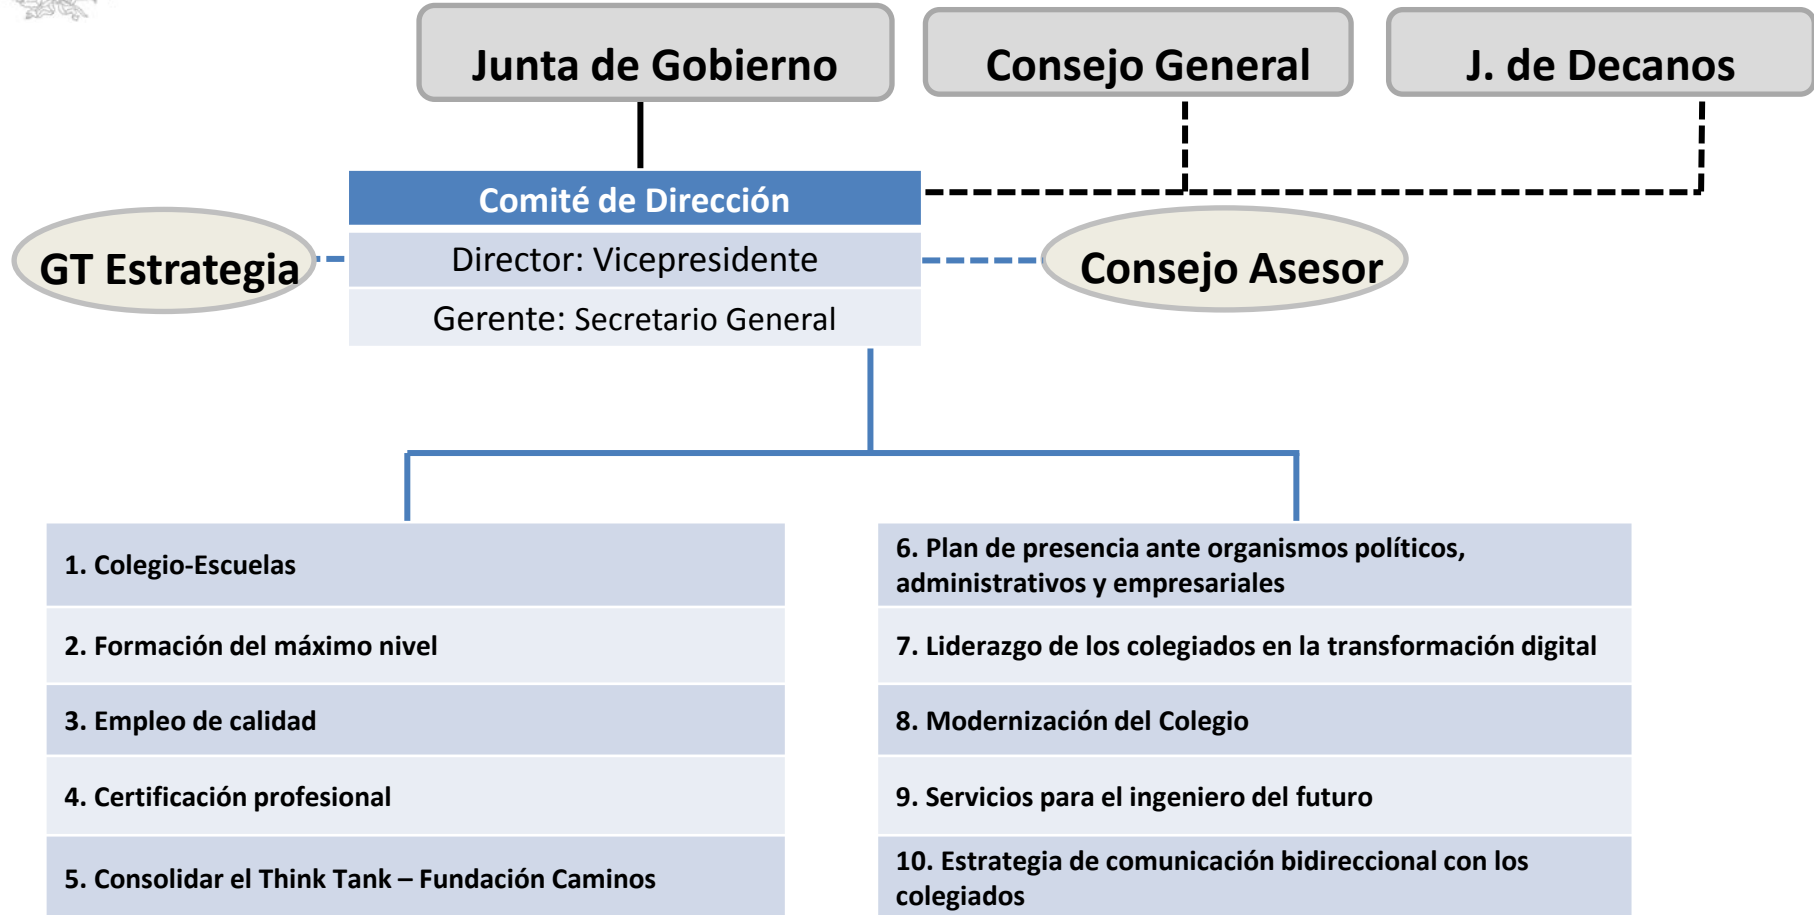 Junta de Gobierno
Consejo General
J. de Decanos
Comité de Dirección
GT Estrategia
Director: Vicepresidente
Consejo Asesor
Gerente: Secretario General
1. Colegio-Escuelas
2. Formación del máximo nivel
3. Empleo de calidad
4. Certificación profesional
5. Consolidar el Think Tank – Fundación Caminos
6. Plan de presencia ante organismos políticos,
administrativos y empresariales
7. Liderazgo de los colegiados en la transformación digital
8. Modernización del Colegio
9. Servicios para el ingeniero del futuro
10. Estrategia de comunicación bidireccional con los
colegiados